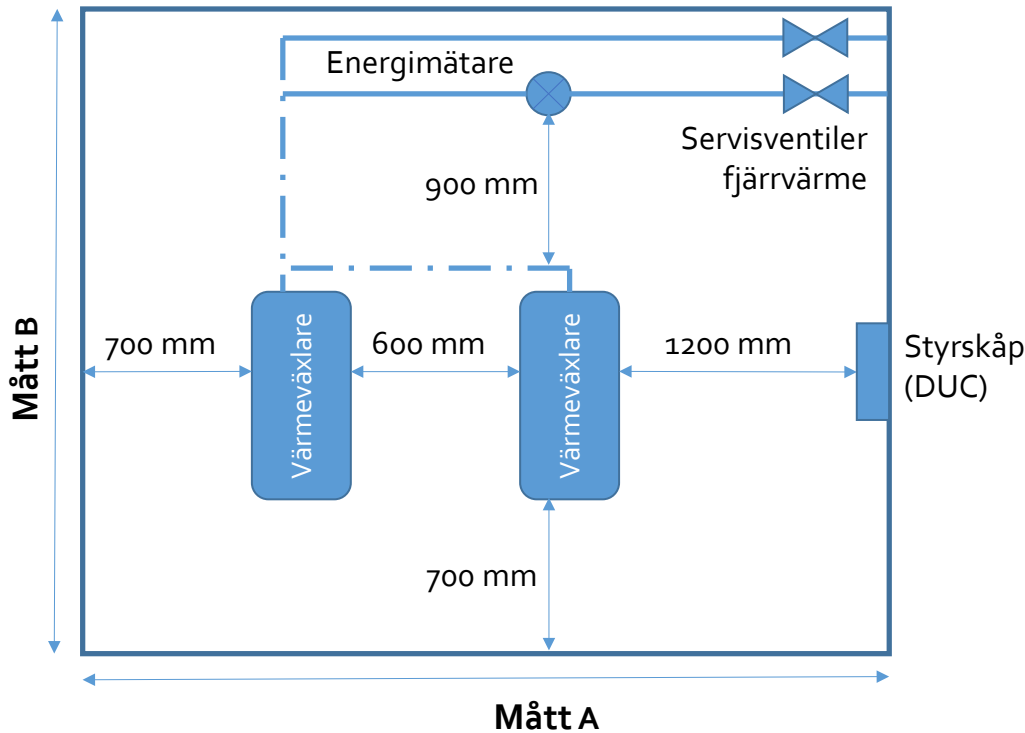 Energimätare
Servisventiler
fjärrvärme
900 mm
700 mm
600 mm
1200 mm
Styrskåp
(DUC)
Värmeväxlare
Värmeväxlare
Mått B
700 mm
Mått A